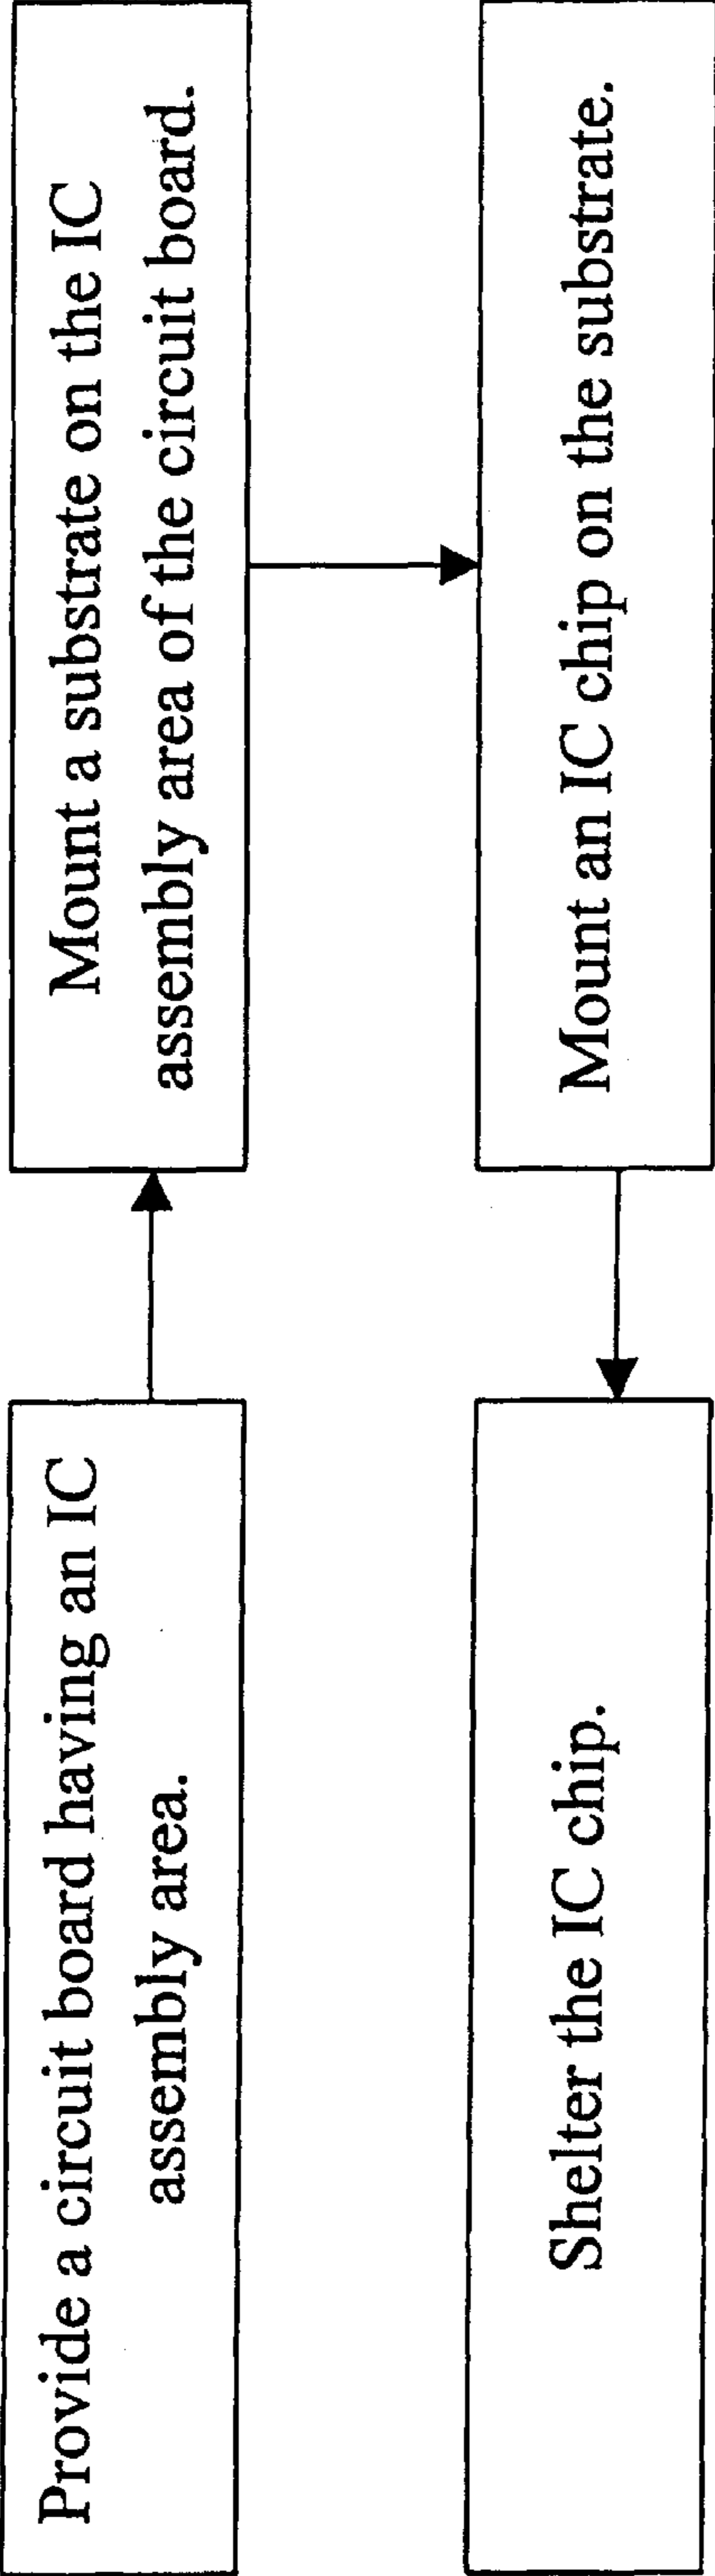 Provide a circuit board having an IC
assembly area.
Mount a substrate on the IC
assembly area of the circuit board.
Mount an IC chip on the substrate.
Shelter the IC chip.